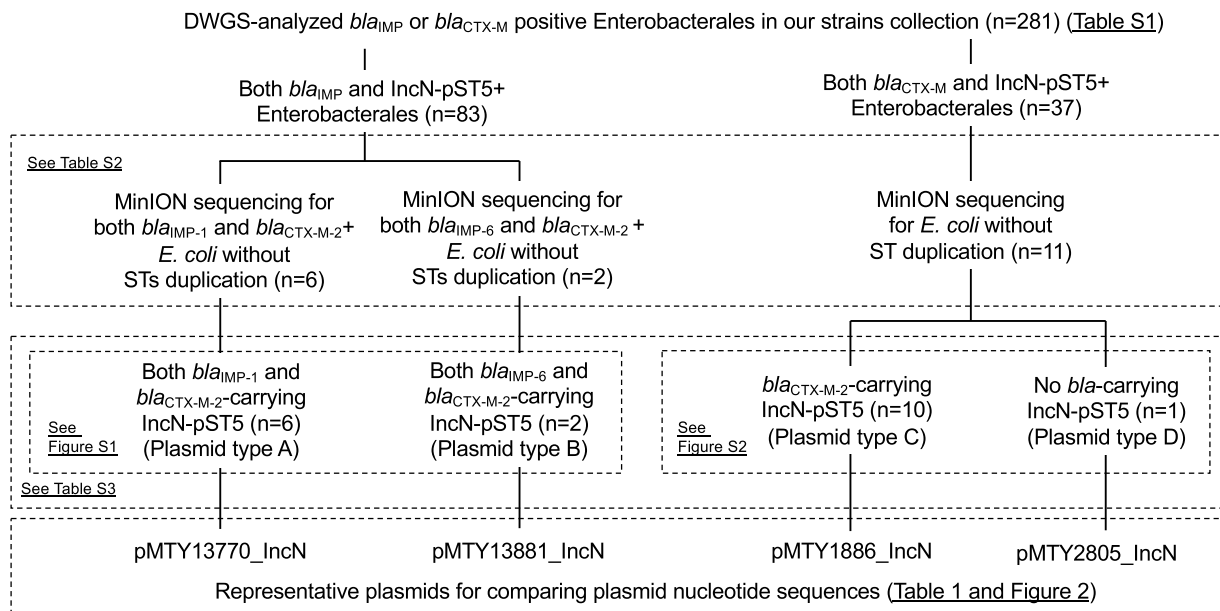 DWGS-analyzed blaIMP or blaCTX-M positive Enterobacterales in our strains collection (n=281) (Table S1)
Both blaIMP and IncN-pST5+
Enterobacterales (n=83)
Both blaCTX-M and IncN-pST5+
Enterobacterales (n=37)
See Table S2
MinION sequencing for
both blaIMP-1 and blaCTX-M-2+
E. coli without
STs duplication (n=6)
MinION sequencing for
both blaIMP-6 and blaCTX-M-2 +
E. coli without
STs duplication (n=2)
MinION sequencing
for E. coli without
ST duplication (n=11)
See
Figure S1
Both blaIMP-1 and
blaCTX-M-2-carrying
IncN-pST5 (n=6)
(Plasmid type A)
Both blaIMP-6 and
blaCTX-M-2-carrying
IncN-pST5 (n=2)
(Plasmid type B)
See
Figure S2
blaCTX-M-2-carrying
IncN-pST5 (n=10)
(Plasmid type C)
No bla-carrying
IncN-pST5 (n=1)
(Plasmid type D)
See Table S3
pMTY13770_IncN
pMTY13881_IncN
pMTY1886_IncN
pMTY2805_IncN
Representative plasmids for comparing plasmid nucleotide sequences (Table 1 and Figure 2)